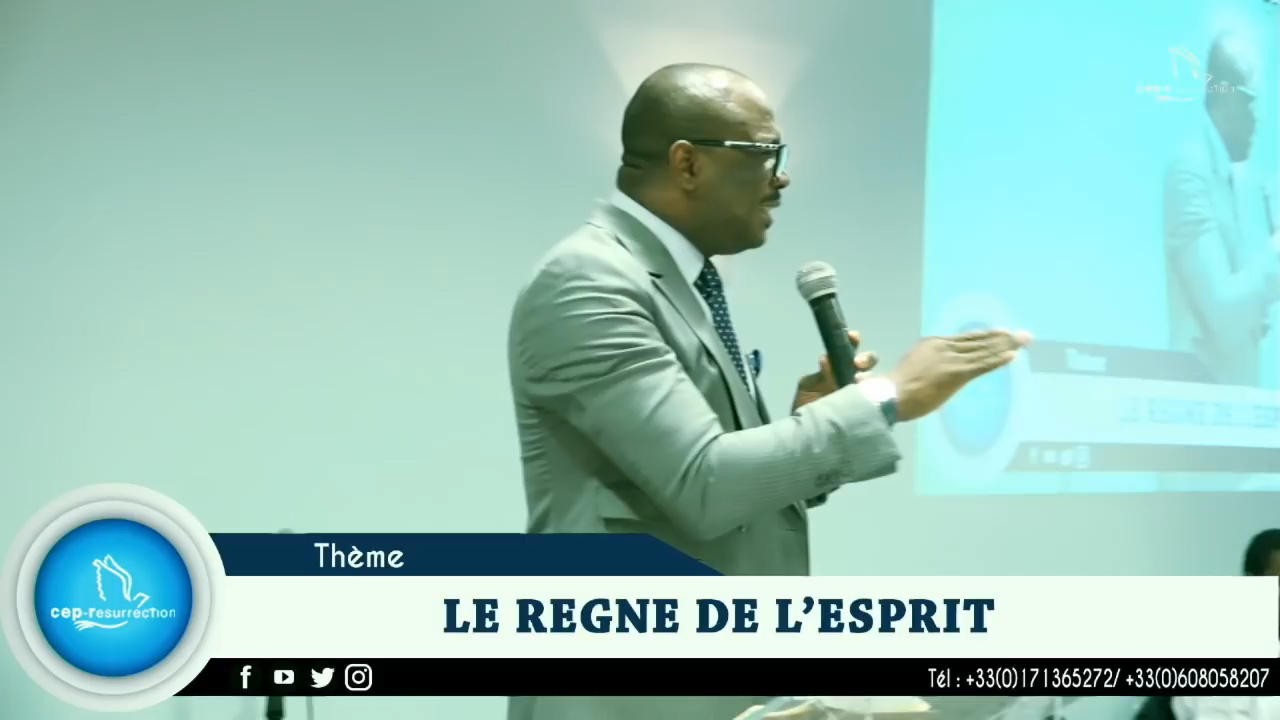 Thème
LE REGNE DE L'ESPRIT
cep-resurrection
Tél : +33(0)171365272/ +33(0)608058207